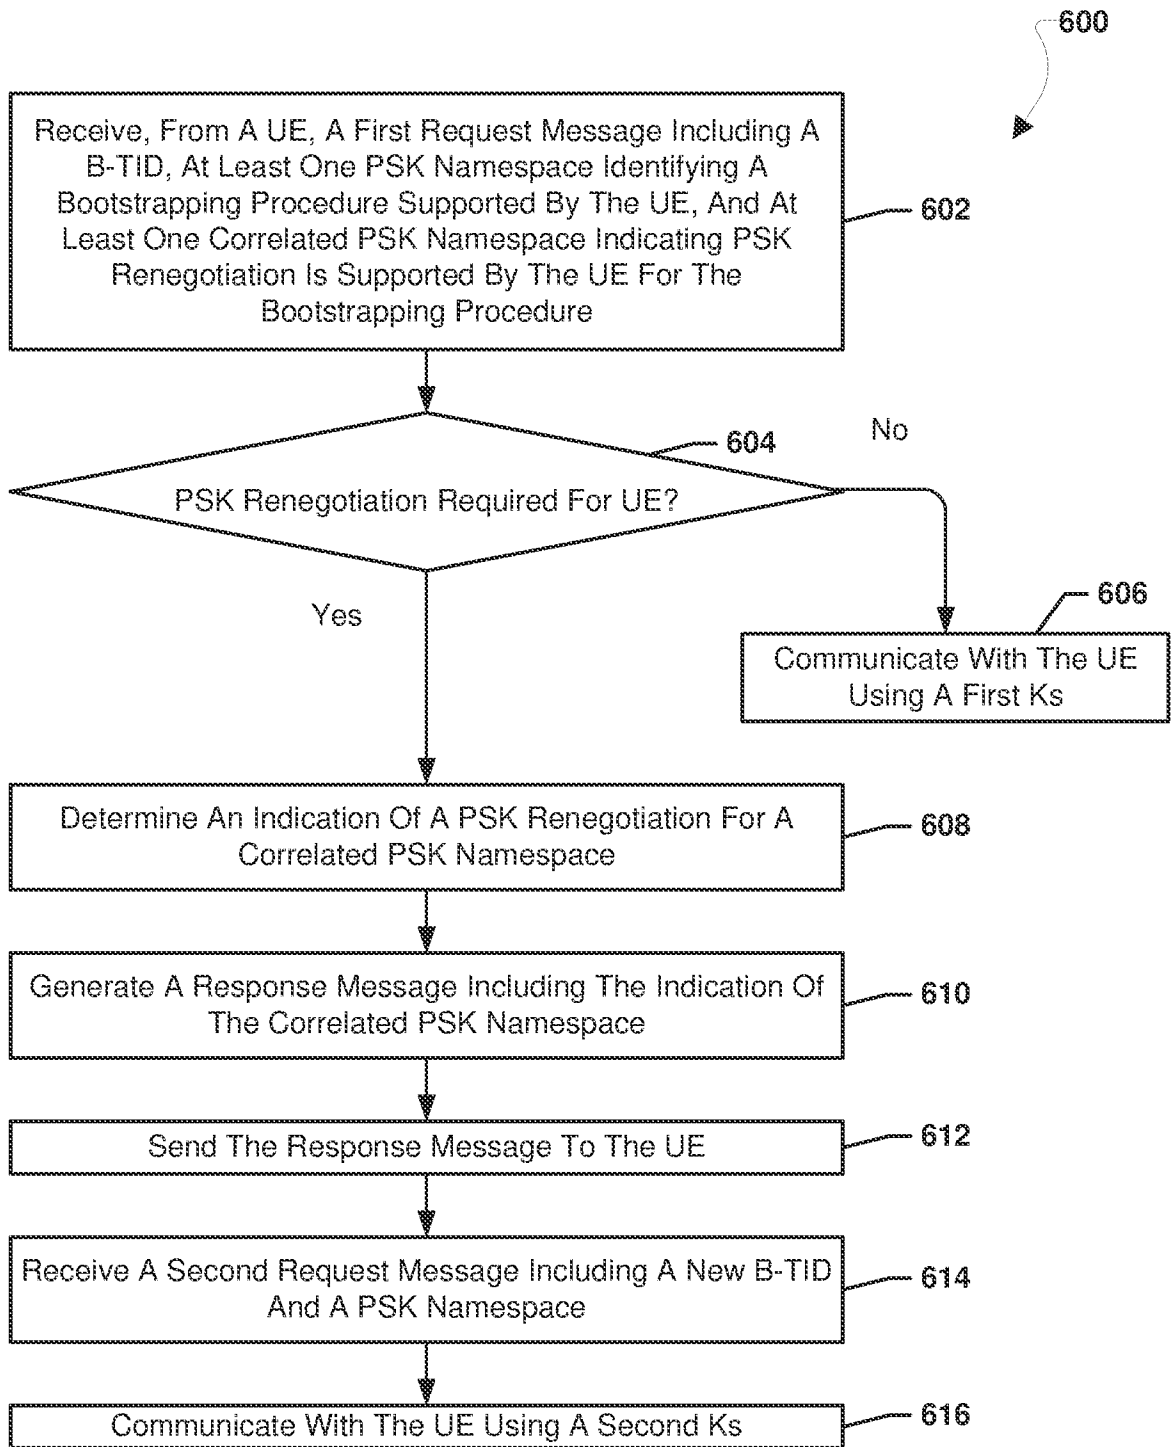 600
Receive, From A UE, A First Request Message Including A
B-TID, At Least One PSK Namespace Identifying A
Bootstrapping Procedure Supported By The UE, And At
Least One Correlated PSK Namespace Indicating PSK
Renegotiation Is Supported By The UE For The
Bootstrapping Procedure
602
604
No
PSK Renegotiation Required For UE?
Yes
606
Communicate With The UE
Using A First Ks
Determine An Indication Of A PSK Renegotiation For A
Correlated PSK Namespace
608
Generate A Response Message Including The Indication Of
The Correlated PSK Namespace
610
Send The Response Message To The UE
612
Receive A Second Request Message Including A New B-TID
And A PSK Namespace
614
Communicate With The UE Using A Second Ks
616